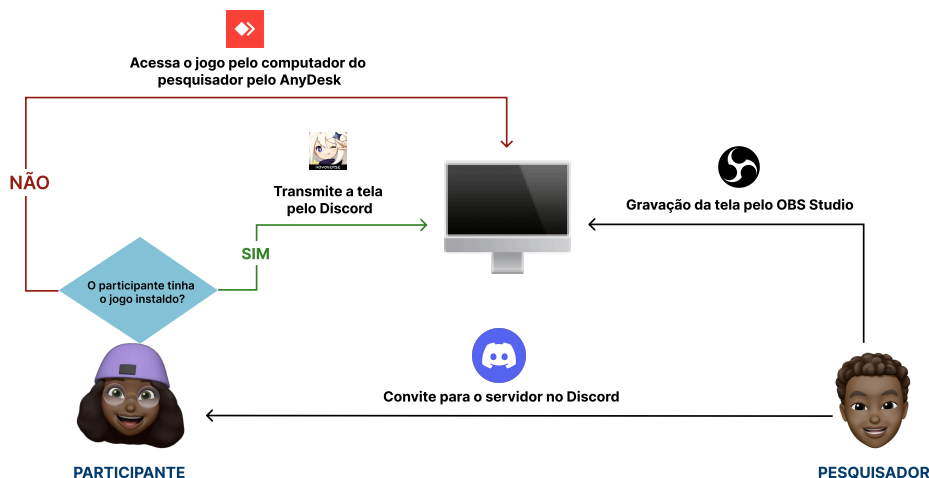 Acessa o jogo pelo computador do
pesquisador pelo AnyDesk
NÃO
Transmite a tela
pelo Discord
Gravação da tela pelo OBS Studio
SIM
O participante tinha
o jogo instaldo?
Convite para o servidor no Discord
PARTICIPANTE
PESQUISADOR